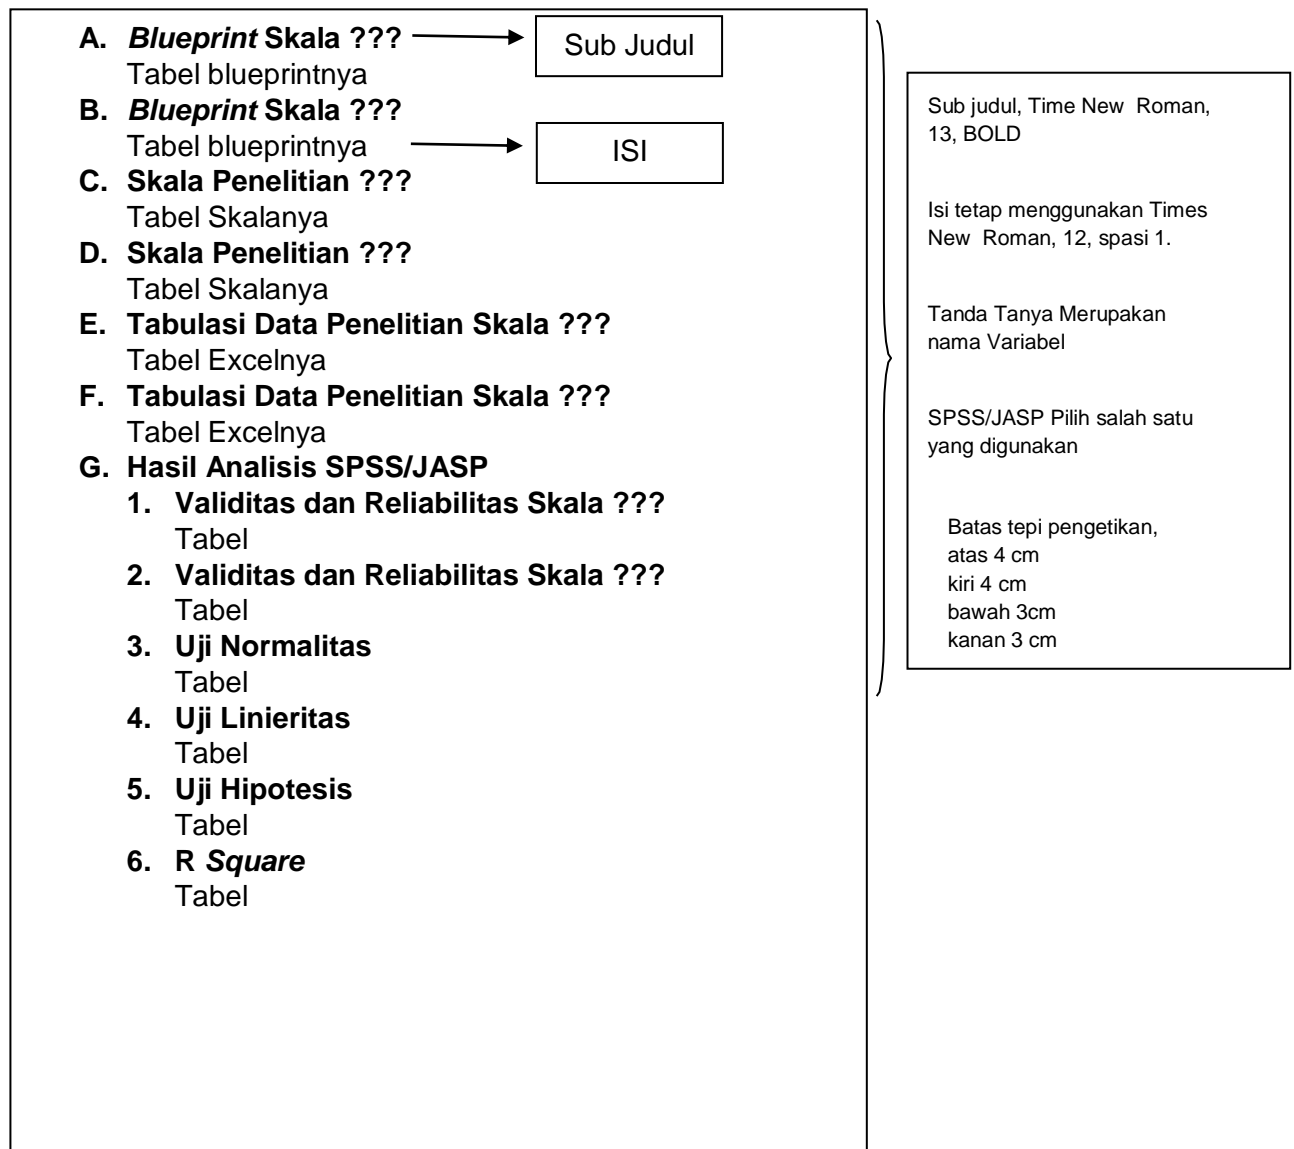 A. Blueprint Skala ???
Sub Judul
Tabel blueprintnya
B. Blueprint Skala ???
Tabel blueprintnya
ISI
C. Skala Penelitian ???
Tabel Skalanya
D. Skala Penelitian ???
Tabel Skalanya
E. Tabulasi Data Penelitian Skala ???
Tabel Excelnya
F. Tabulasi Data Penelitian Skala ???
Tabel Excelnya
G. Hasil Analisis SPSS/JASP
1. Validitas dan Reliabilitas Skala ???
Tabel
2. Validitas dan Reliabilitas Skala ???
Tabel
3. Uji Normalitas
Tabel
4. Uji Linieritas
Tabel
5. Uji Hipotesis
Tabel
6. R Square
Tabel
Sub judul, Time New Roman,
13, BOLD
Isi tetap menggunakan Times
New Roman, 12, spasi 1.
Tanda Tanya Merupakan
nama Variabel
SPSS/JASP Pilih salah satu
yang digunakan
Batas tepi pengetikan,
atas 4 cm
kiri 4 cm
bawah 3cm
kanan 3 cm